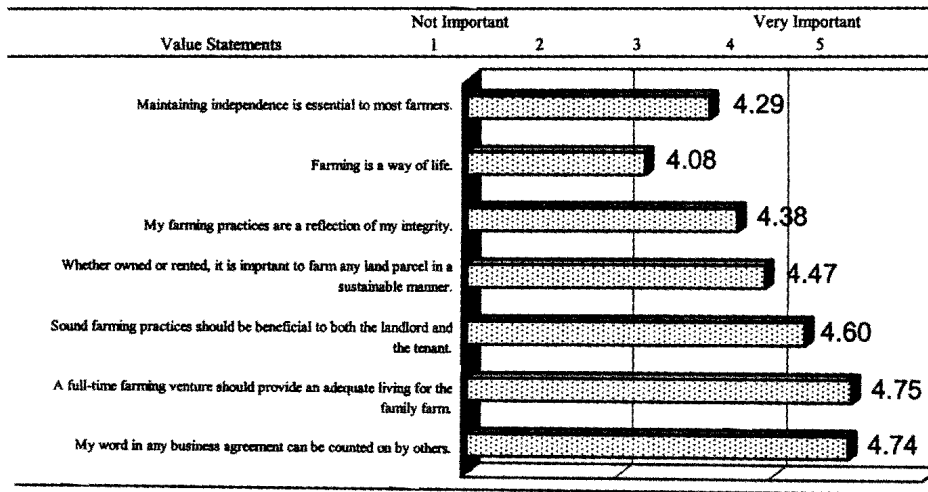 Not Important Very Important
Value Statements 1 2 3 4 5
Maintaining independence is essential to most farmers. 4.29
Farming is a way of life. 4.08
My farming practices are a reflection of my integrity. 4.38
Whether owned or rented, it is imprtant to farm any land parcel in a
sustainable manner. 4.47
Sound farming practices should be beneficial to both the landlord and
the tenant. 4.60
A full-time farming venture should provide an adequate living for the
family farm. 4.75
My word in any business agreement can be counted on by others. 4.74